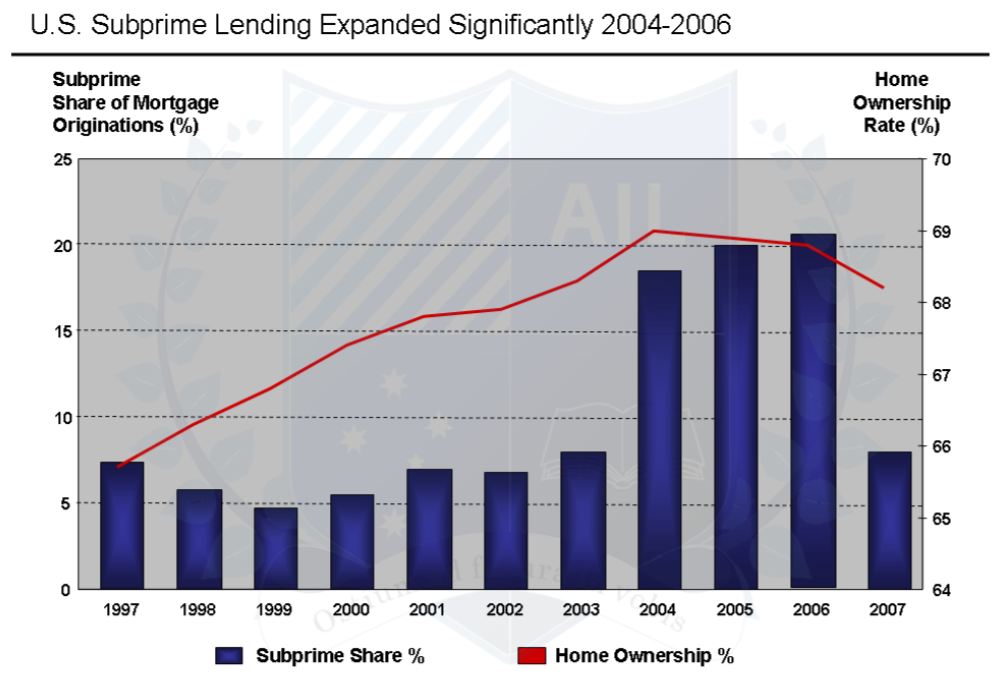 U.S. Subprime Lending Expanded Significantly 2004-2006
Subprime
Share of Mortgage
Originations (%)
Home
Ownership
Rate (%)
25
20
15
10
5
0
70
69
68
67
66
65
64
AII
1997 1998 1999 2000 2001 2002 2003 2004 2005 2006 2007
Subprime Share % Home Ownership %